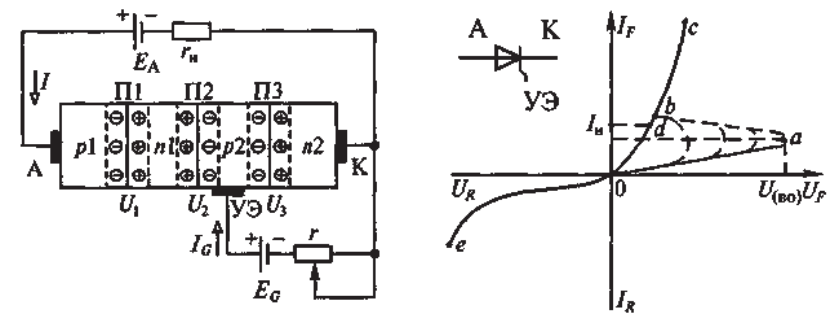 + −
E_A r_н
I
П1 П2 П3
⊖ ⊕ ⊕ ⊖ ⊖ ⊕
p1 ⊖ ⊕ n1 ⊕ ⊖ p2 ⊖ ⊕ n2
⊖ ⊕ ⊕ ⊖ ⊖ ⊕
А К
U_1 U_2 УЭ U_3
I_G + − r
E_G
А К
УЭ
I_F
c
I_н b
d a
U_R 0 U_(во) U_F
e
I_R